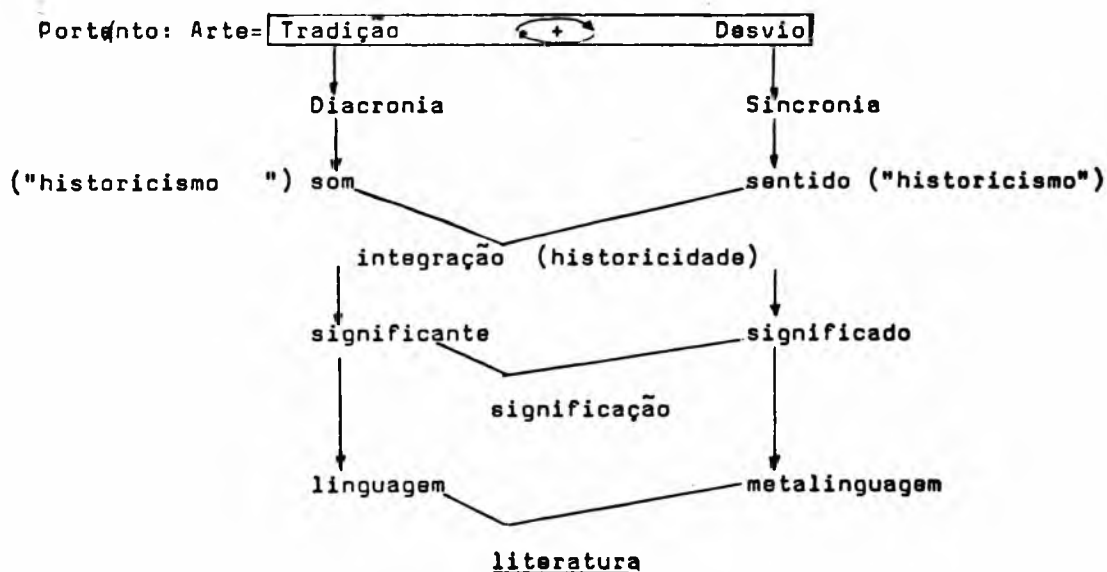 Portanto: Arte= Tradição + Desvio
Diacronia Sincronia
("historicismo ") som sentido ("historicismo")
integração (historicidade)
significante significado
significação
linguagem metalinguagem
literatura